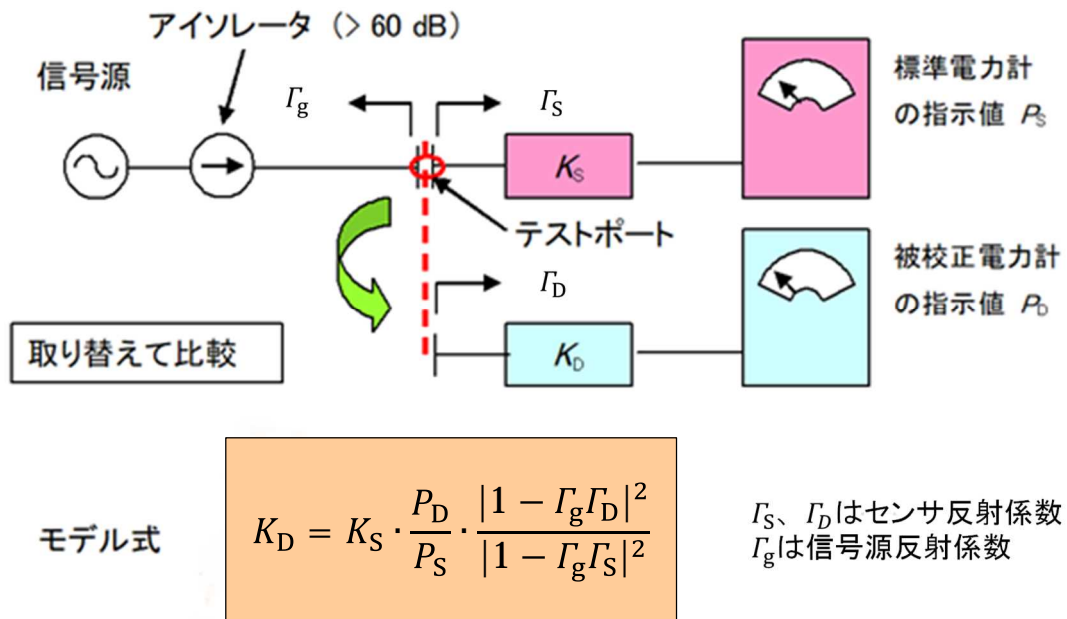 アイソレータ（> 60 dB）
信号源
Γg
ΓS
KS
標準電力計
の指示値 PS
テストポート
ΓD
KD
被校正電力計
の指示値 PD
取り替えて比較
モデル式
KD = KS · PD/PS · |1 − ΓgΓD|²/|1 − ΓgΓS|²
ΓS、ΓDはセンサ反射係数
Γgは信号源反射係数